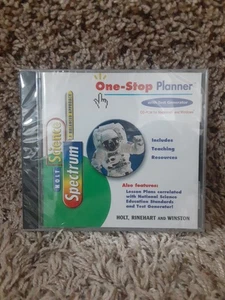 One-Stop Planner
HOLT
Science
Spectrum
Includes
Teaching
Resources
Also features:
Lesson Plans correlated
with National Science
Education Standards
and Test Generator!
HOLT, RINEHART AND WINSTON